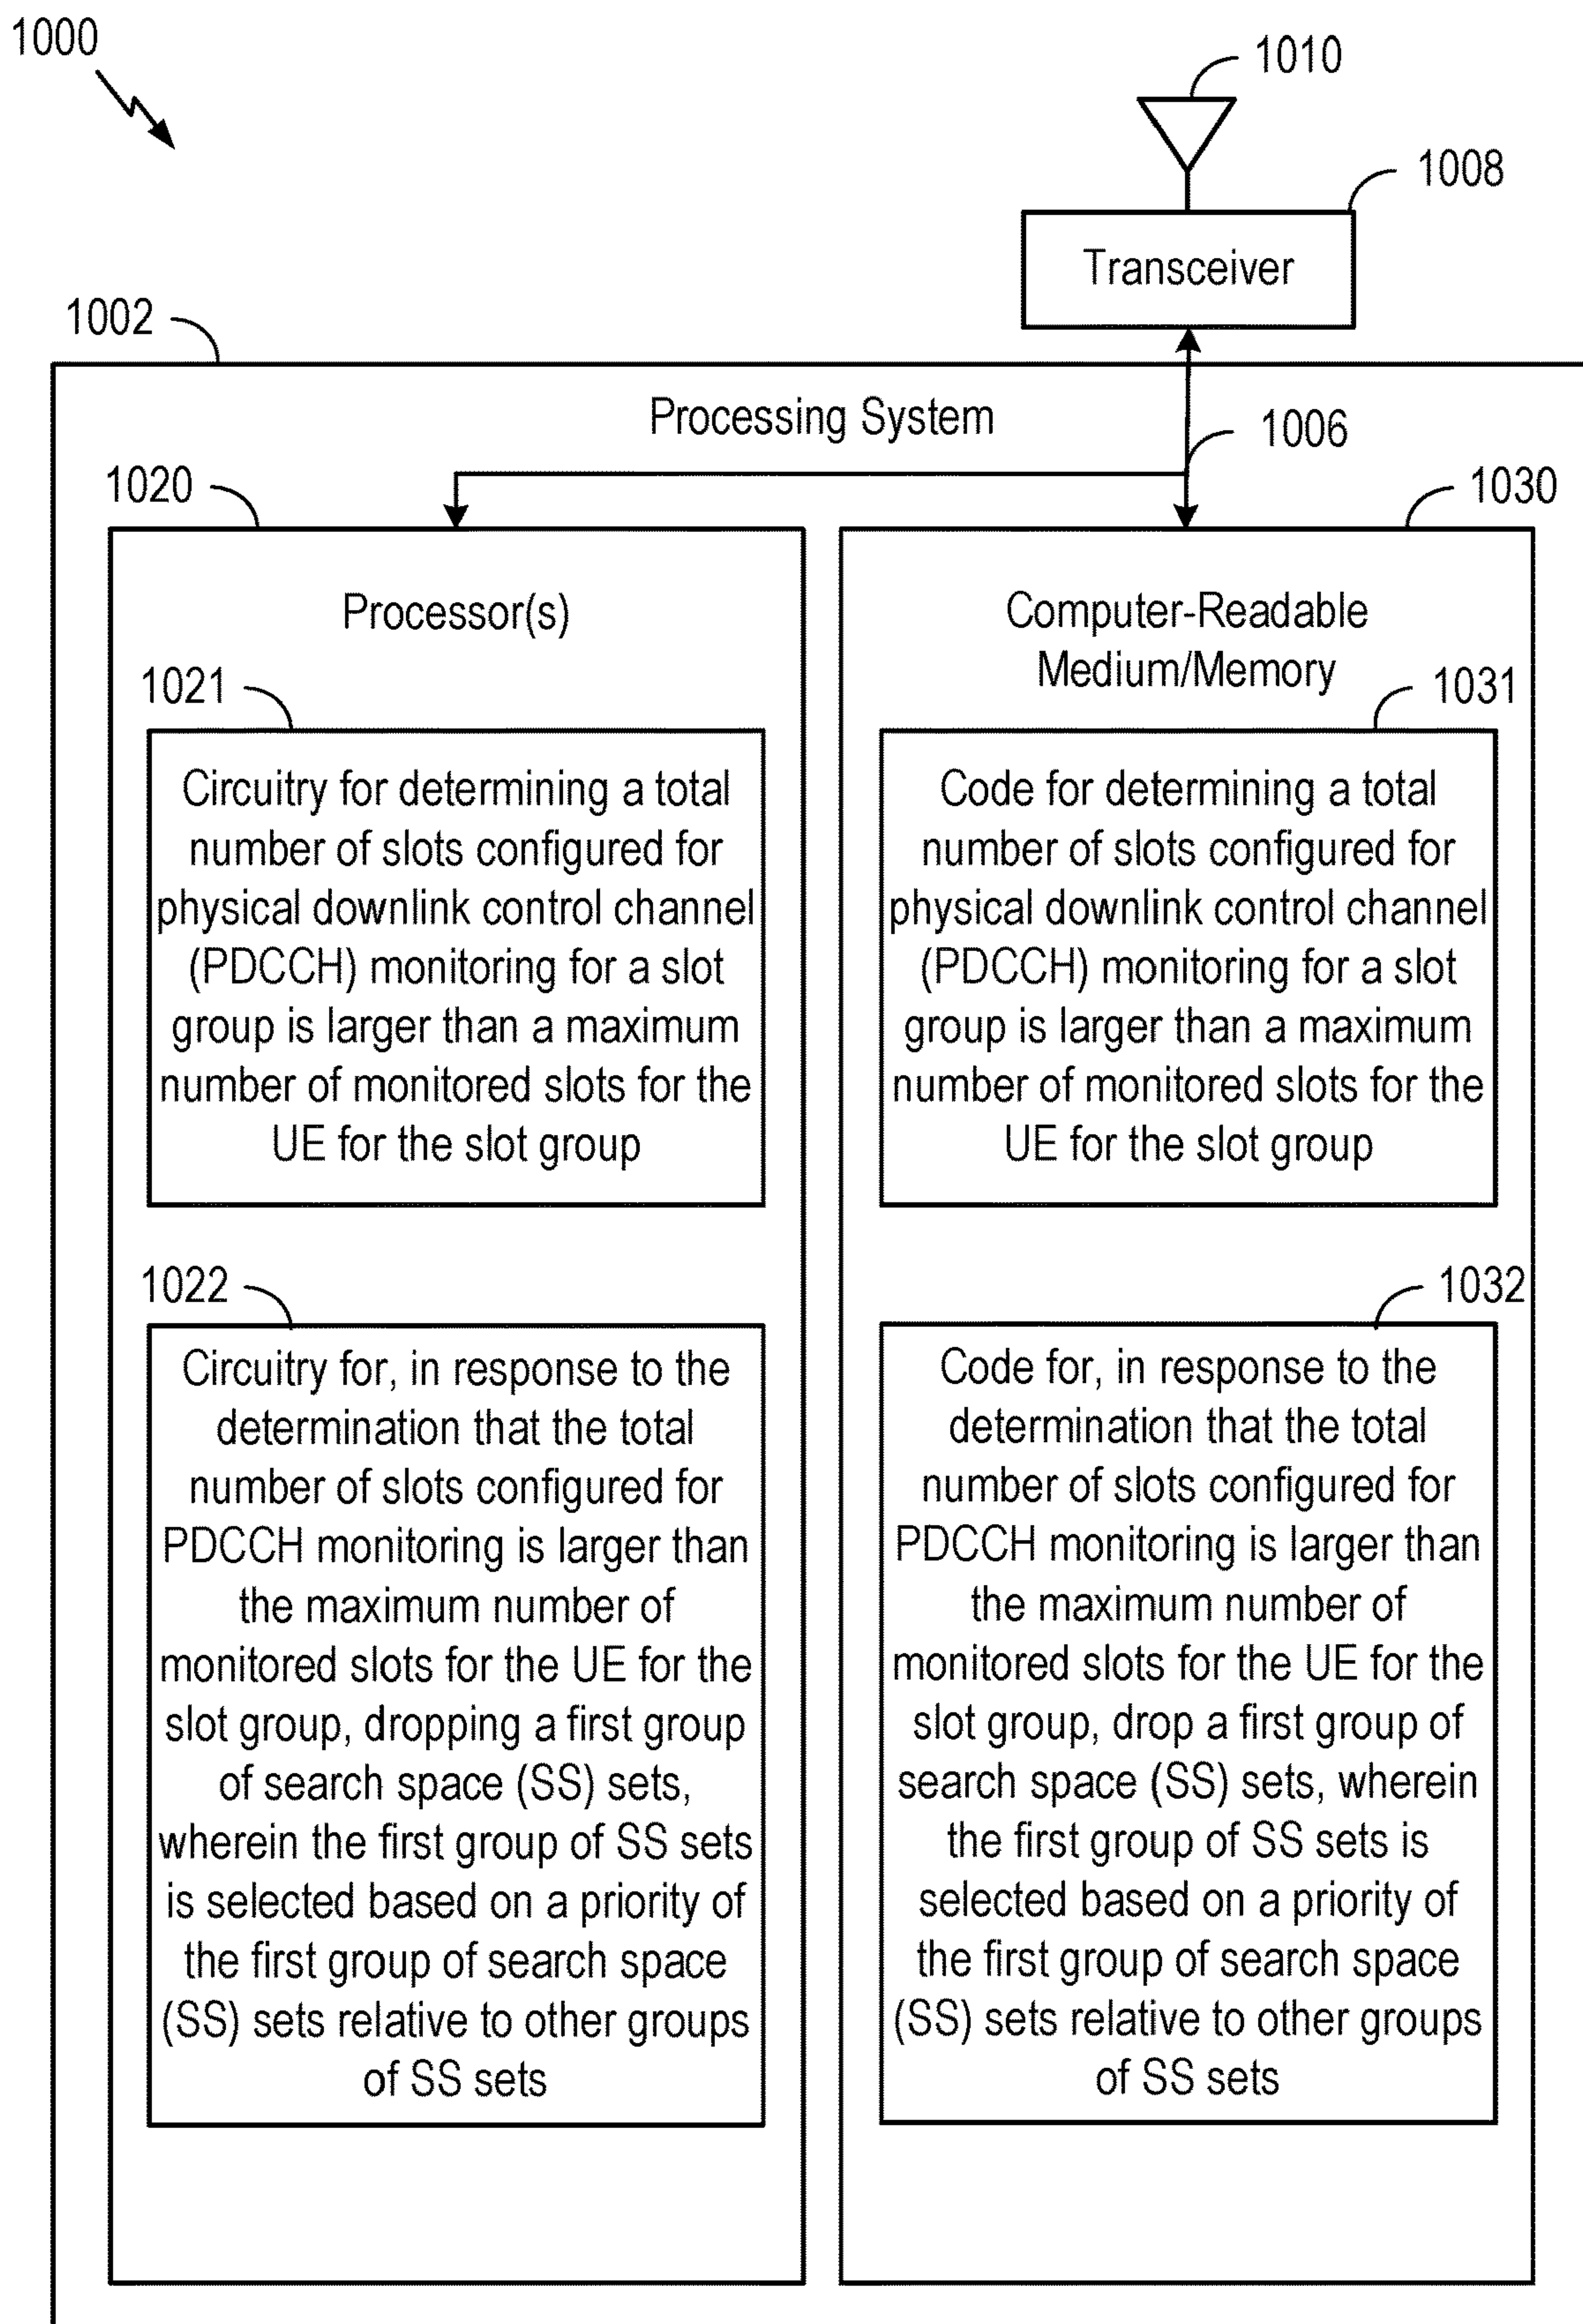 1000
1010
1008
Transceiver
1002
Processing System
1006
1020
1030
Processor(s)
Computer-Readable
Medium/Memory
1021
Circuitry for determining a total
number of slots configured for
physical downlink control channel
(PDCCH) monitoring for a slot
group is larger than a maximum
number of monitored slots for the
UE for the slot group
1031
Code for determining a total
number of slots configured for
physical downlink control channel
(PDCCH) monitoring for a slot
group is larger than a maximum
number of monitored slots for the
UE for the slot group
1022
Circuitry for, in response to the
determination that the total
number of slots configured for
PDCCH monitoring is larger than
the maximum number of
monitored slots for the UE for the
slot group, dropping a first group
of search space (SS) sets,
wherein the first group of SS sets
is selected based on a priority of
the first group of search space
(SS) sets relative to other groups
of SS sets
1032
Code for, in response to the
determination that the total
number of slots configured for
PDCCH monitoring is larger than
the maximum number of
monitored slots for the UE for the
slot group, drop a first group of
search space (SS) sets, wherein
the first group of SS sets is
selected based on a priority of
the first group of search space
(SS) sets relative to other groups
of SS sets